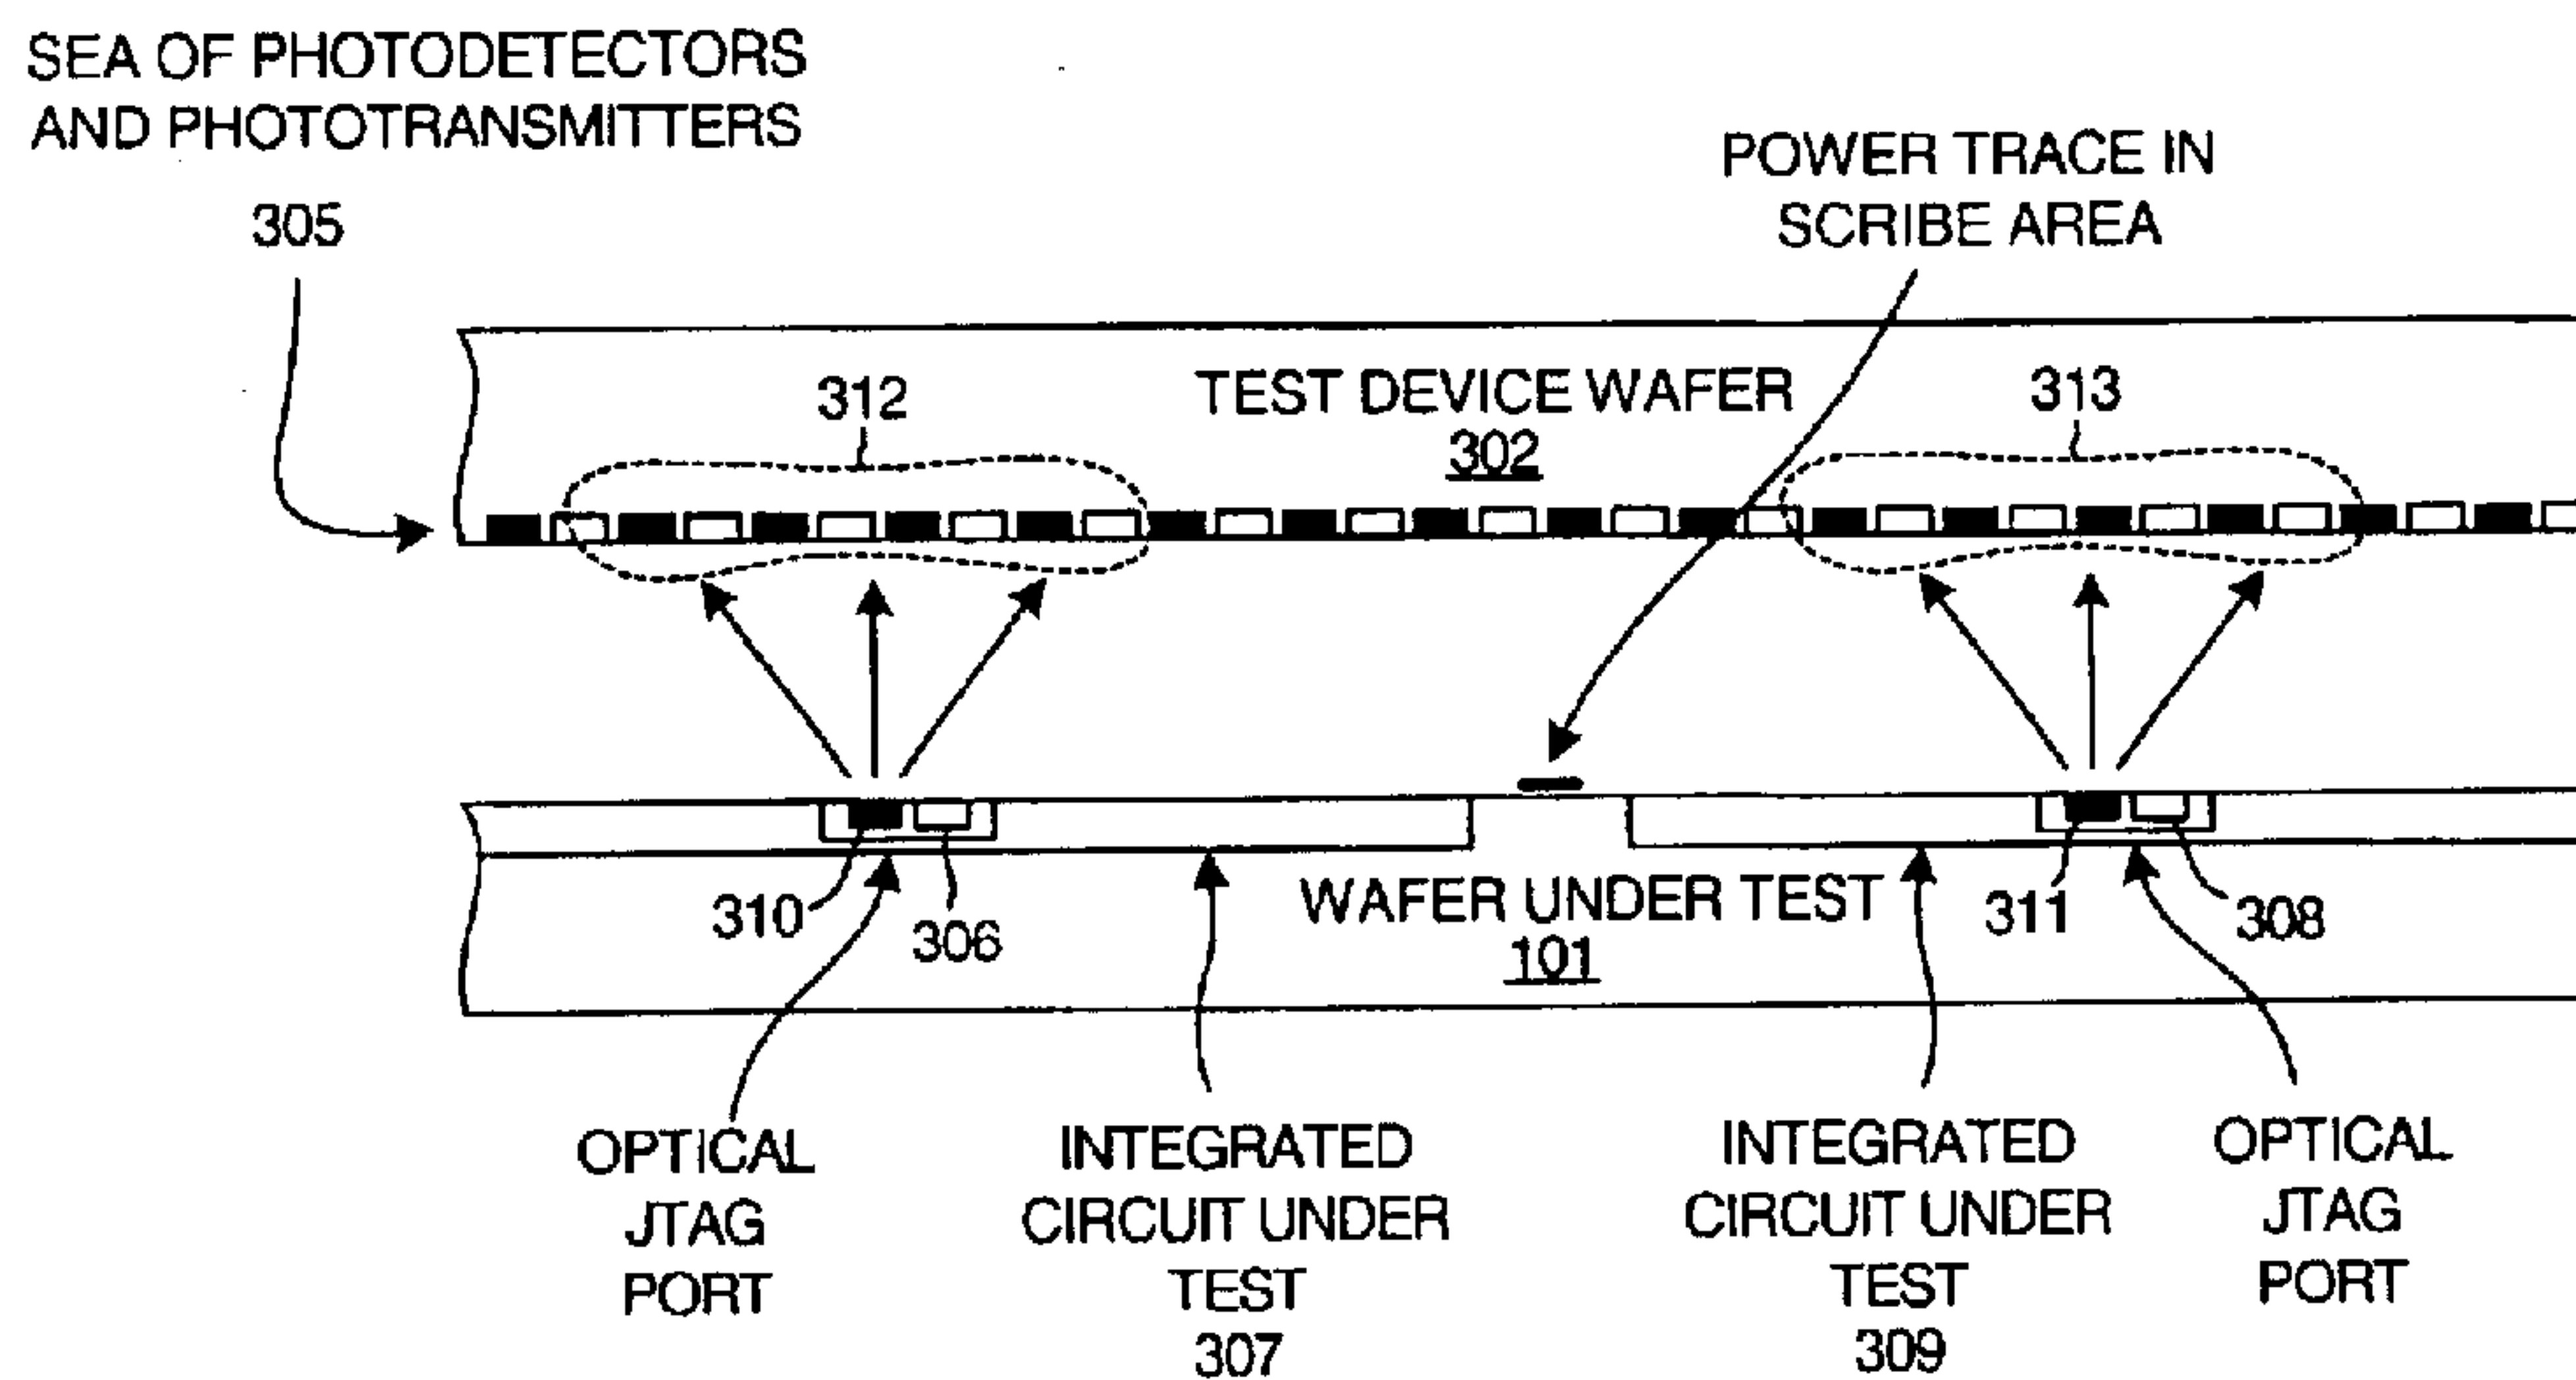 SEA OF PHOTODETECTORS
AND PHOTOTRANSMITTERS
305
POWER TRACE IN
SCRIBE AREA
312
TEST DEVICE WAFER
302
313
310
306
WAFER UNDER TEST
101
311
308
OPTICAL
JTAG
PORT
INTEGRATED
CIRCUIT UNDER
TEST
307
INTEGRATED
CIRCUIT UNDER
TEST
309
OPTICAL
JTAG
PORT